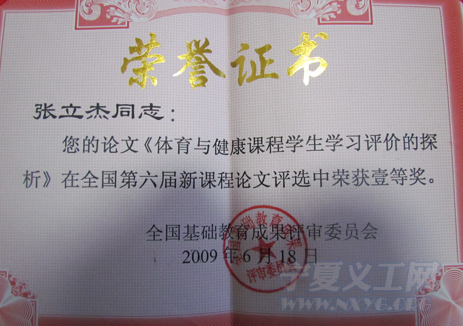 荣誉证书
张立杰同志:
您的论文《体育与健康课程学生学习评价的探
析》在全国第六届新课程论文评选中荣获壹等奖。
全国基础教育成果评审委员会
2009年6月18日
宁夏义工网
www.NXYG.ORG